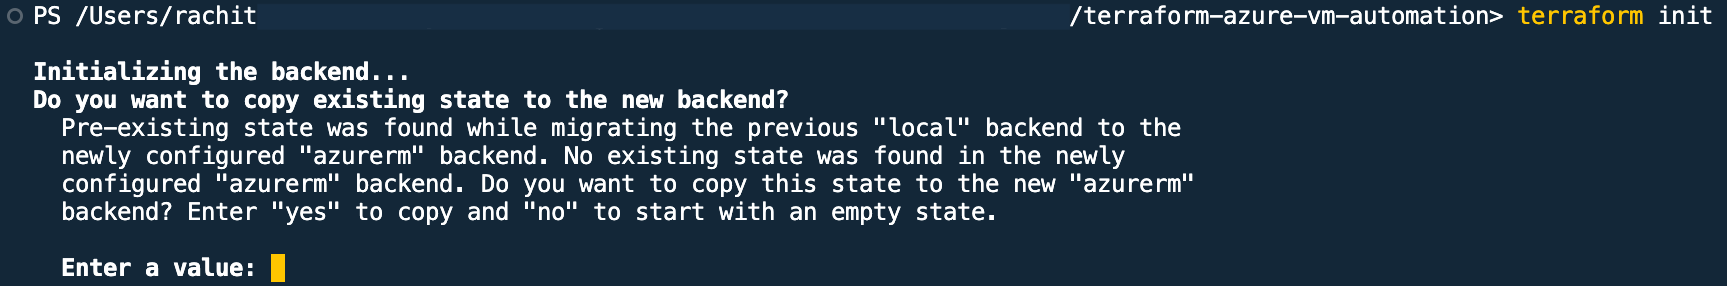 PS /Users/rachit /terraform-azure-vm-automation> terraform init
Initializing the backend...
Do you want to copy existing state to the new backend?
Pre-existing state was found while migrating the previous "local" backend to the
newly configured "azurerm" backend. No existing state was found in the newly
configured "azurerm" backend. Do you want to copy this state to the new "azurerm"
backend? Enter "yes" to copy and "no" to start with an empty state.
Enter a value: